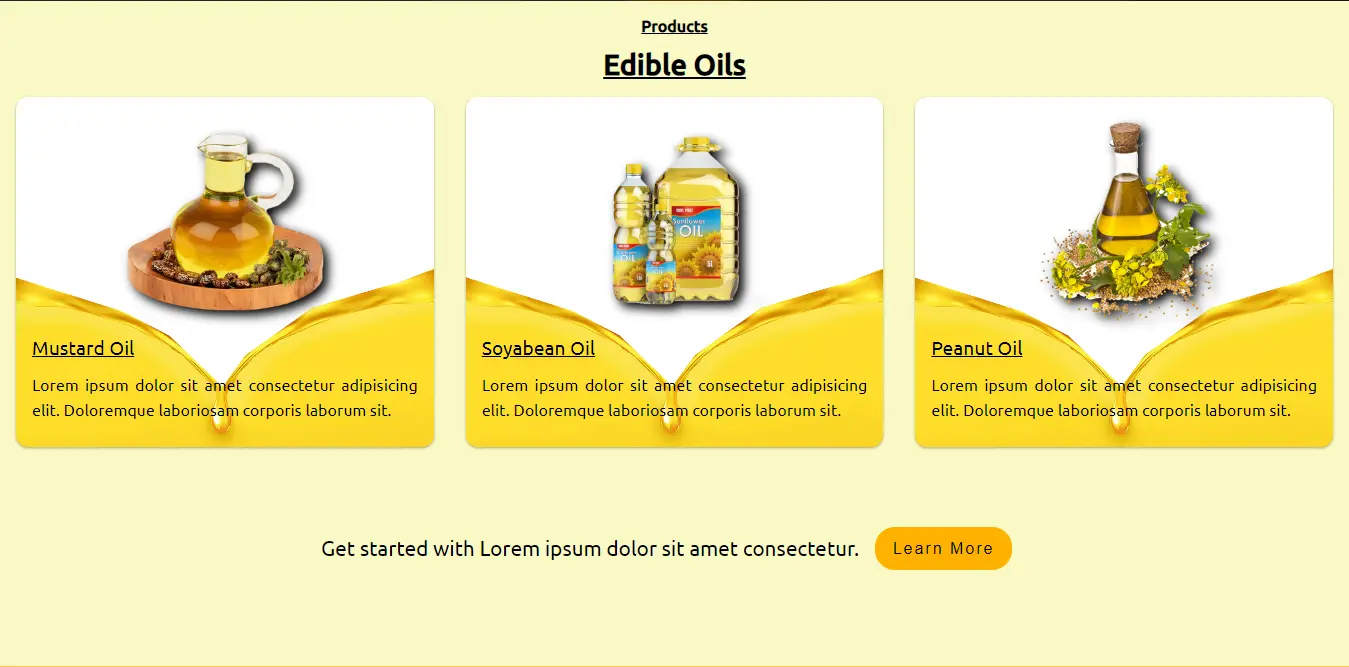 Products
Edible Oils
Sunflower
OIL
OIL
OIL
5L
Mustard Oil
Lorem ipsum dolor sit amet consectetur adipisicing
elit. Doloremque laboriosam corporis laborum sit.
Soyabean Oil
Lorem ipsum dolor sit amet consectetur adipisicing
elit. Doloremque laboriosam corporis laborum sit.
Peanut Oil
Lorem ipsum dolor sit amet consectetur adipisicing
elit. Doloremque laboriosam corporis laborum sit.
Get started with Lorem ipsum dolor sit amet consectetur.
Learn More